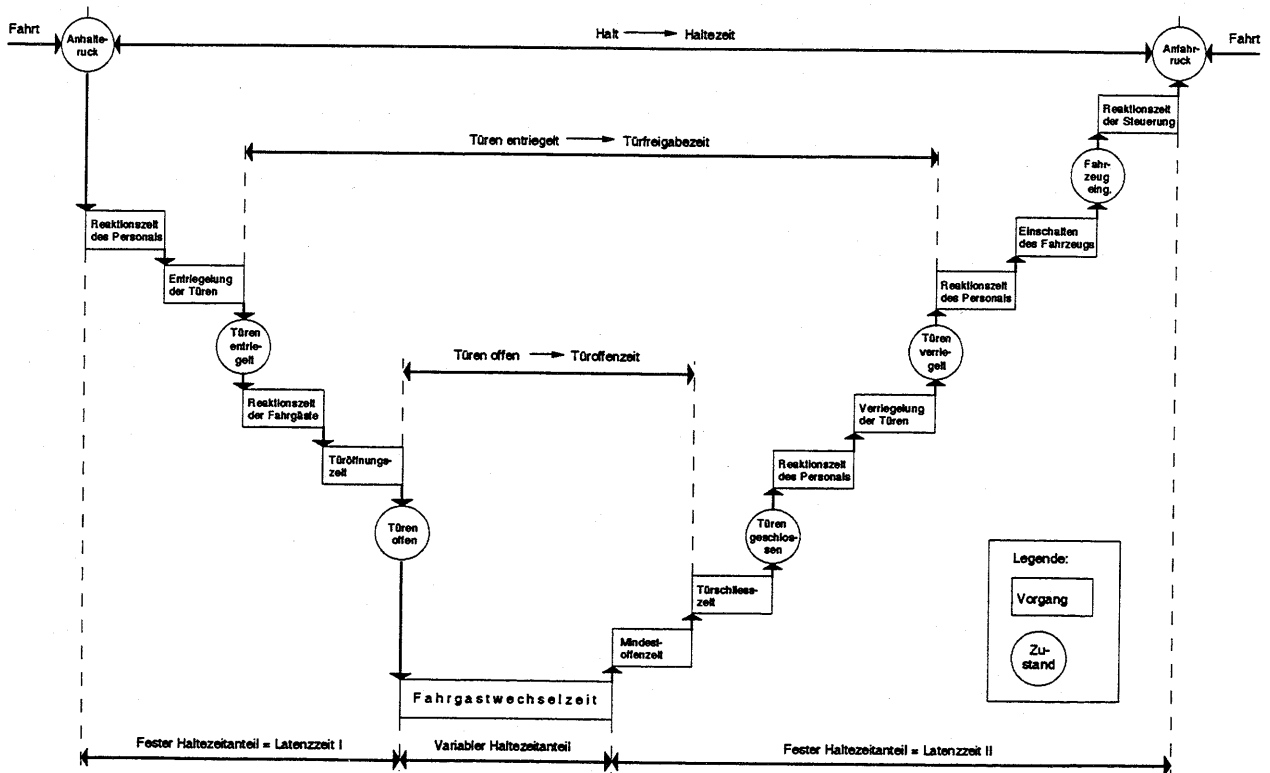 Fahrt
Anhalte-
ruck
Halt → Haltezeit
Anfahr-
ruck
Fahrt
Reaktionszeit
der Steuerung
Türen entriegelt → Türfreigabezeit
Fahr-
zeug
eing.
Reaktionszeit
des Personals
Einschalten
des Fahrzeugs
Entriegelung
der Türen
Reaktionszeit
des Personals
Türen
entrie-
gelt
Türen
verrie-
gelt
Türen offen → Türoffenzeit
Reaktionszeit
der Fahrgäste
Verriegelung
der Türen
Türöffnungs-
zeit
Reaktionszeit
des Personals
Türen
offen
Türen
geschlos-
sen
Legende:
Vorgang
Zu-
stand
Türschliess-
zeit
Mindest-
offenzeit
Fahrgastwechselzeit
Fester Haltezeitanteil = Latenzzeit I
Variabler Haltezeitanteil
Fester Haltezeitanteil = Latenzzeit II